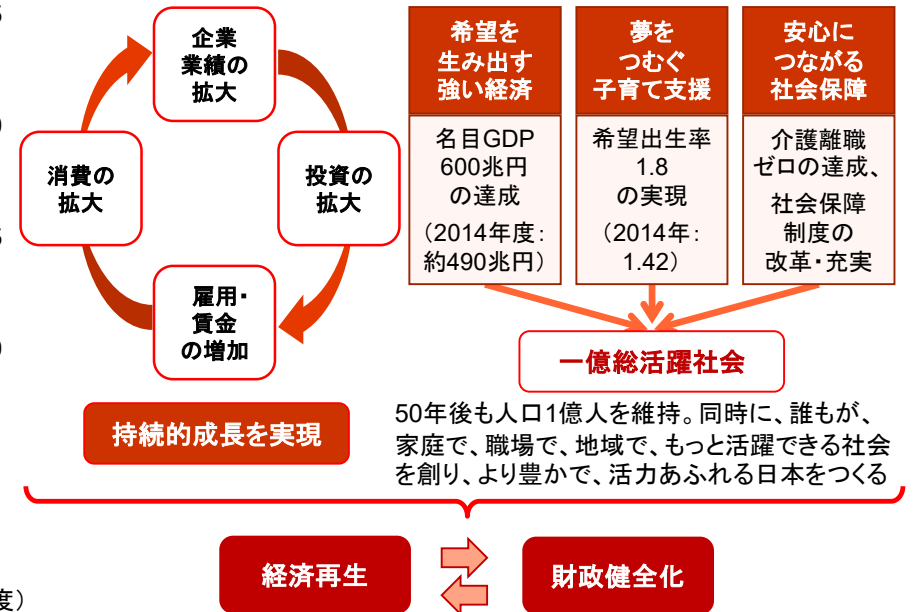 企業
業績の
拡大
消費の
拡大
投資の
拡大
雇用・
賃金
の増加
持続的成長を実現
希望を
生み出す
強い経済
名目GDP
600兆円
の達成
（2014年度：
約490兆円）
夢を
つむぐ
子育て支援
希望出生率
1.8
の実現
（2014年：
1.42）
安心に
つながる
社会保障
介護離職
ゼロの達成、
社会保障
制度の
改革・充実
一億総活躍社会
50年後も人口1億人を維持。同時に、誰もが、
家庭で、職場で、地域で、もっと活躍できる社会
を創り、より豊かで、活力あふれる日本をつくる
経済再生
財政健全化
度）